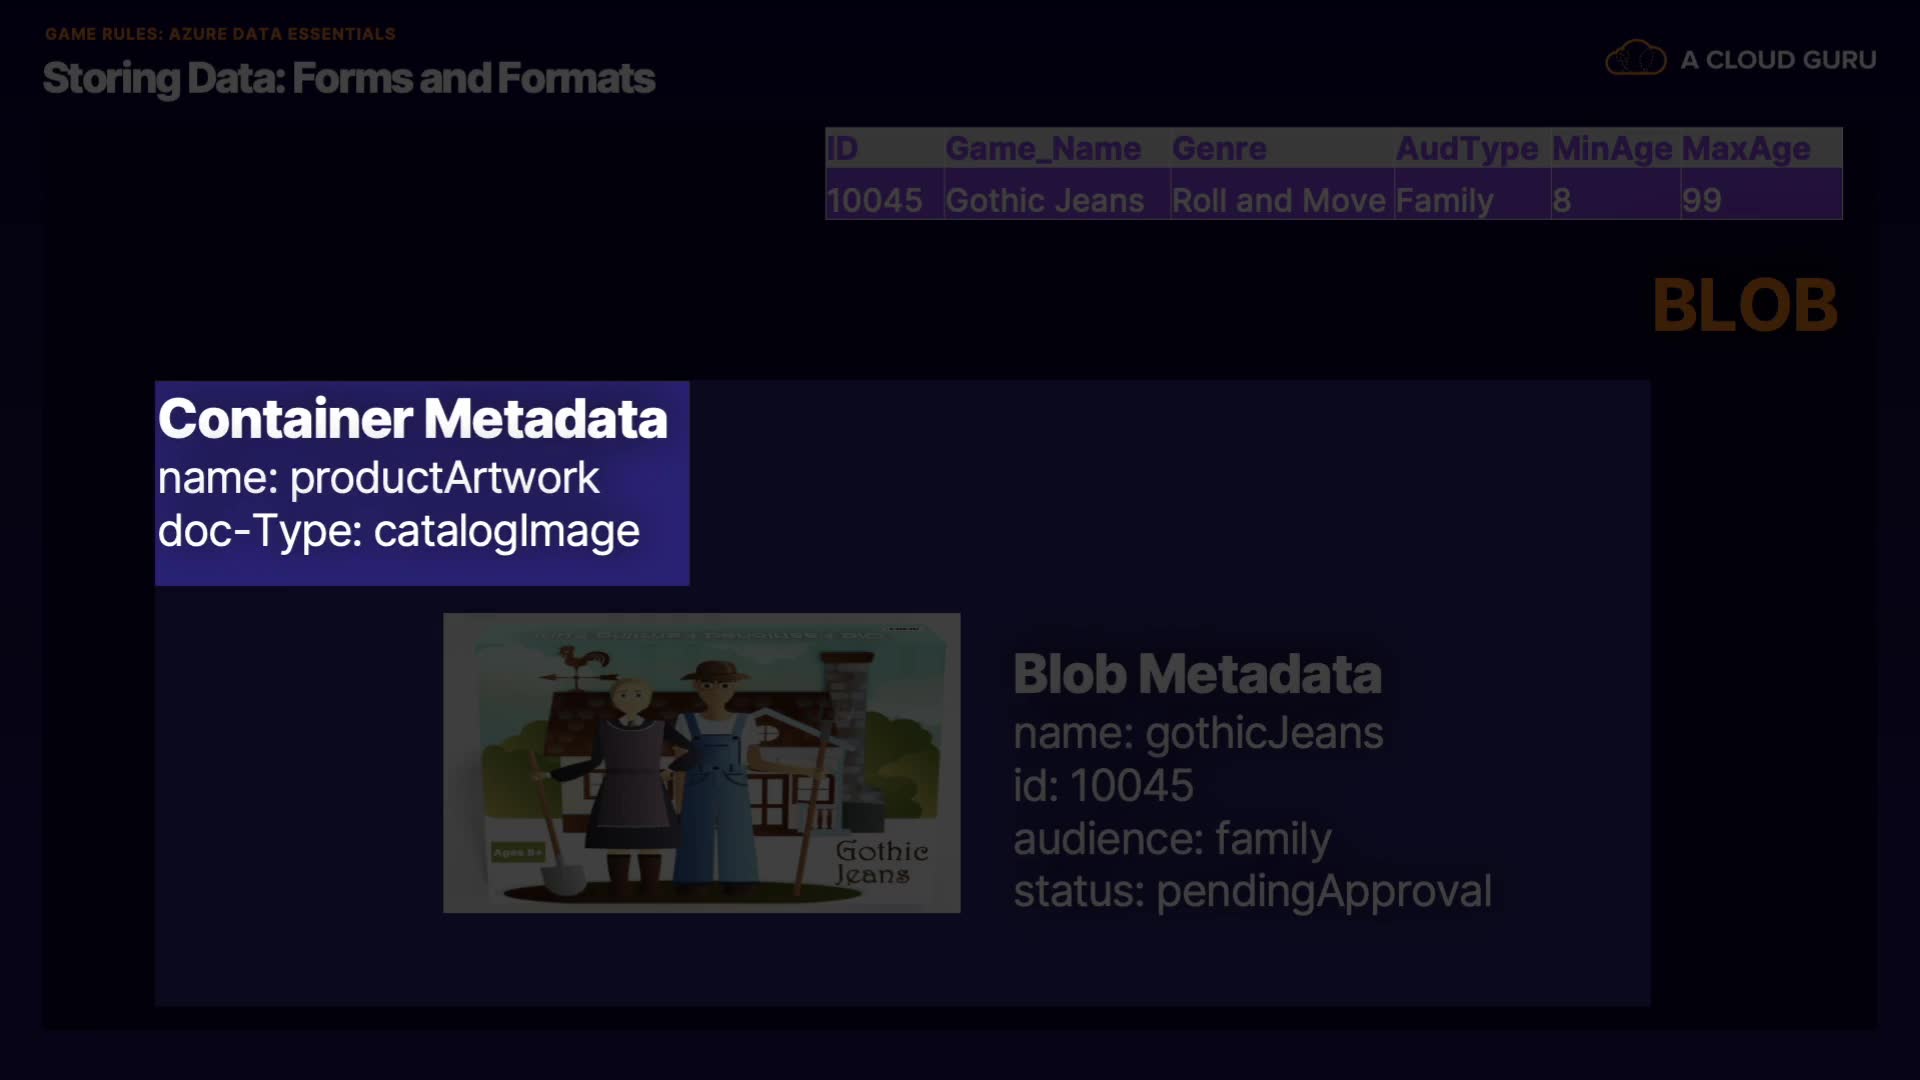 GAME RULES: AZURE DATA ESSENTIALS
Storing Data: Forms and Formats
A CLOUD GURU
ID Game_Name Genre AudType MinAge MaxAge
10045 Gothic Jeans Roll and Move Family 8 99
BLOB
Container Metadata
name: productArtwork
doc-Type: catalogImage
Ages 8+
Gothic
Jeans
Blob Metadata
name: gothicJeans
id: 10045
audience: family
status: pendingApproval